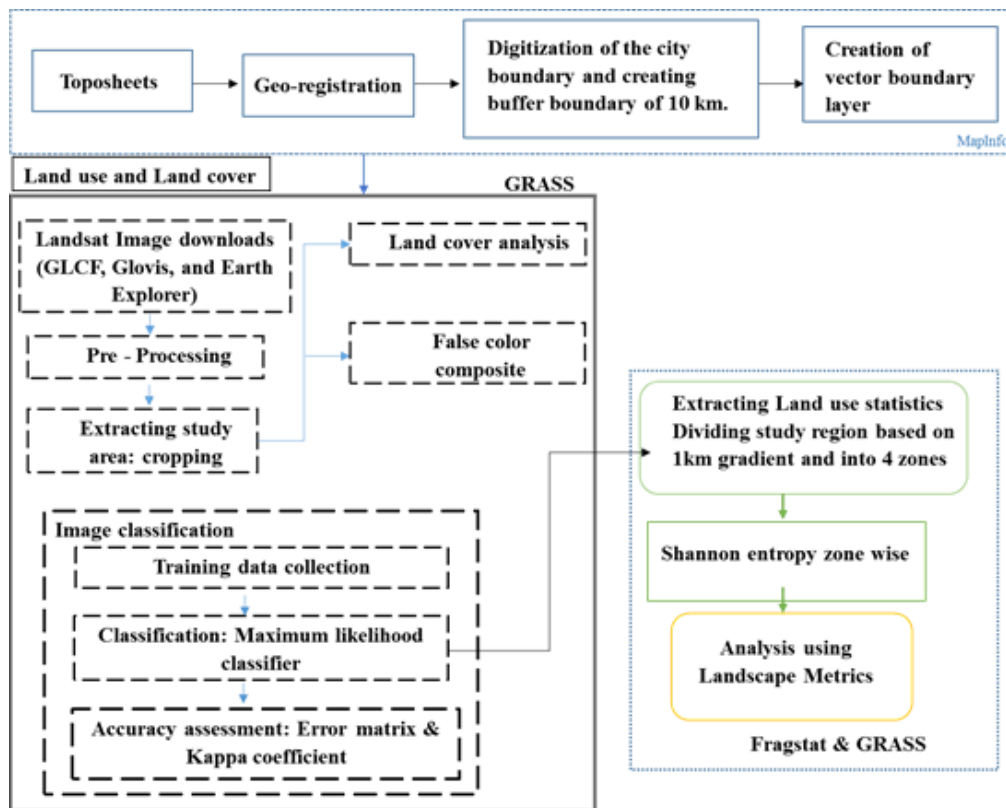 Toposheets
Geo-registration
Digitization of the city
boundary and creating
buffer boundary of 10 km.
Creation of
vector boundary
layer
MapInfo
Land use and Land cover
GRASS
Landsat Image downloads
(GLCF, Glovis, and Earth
Explorer)
Pre - Processing
Extracting study
area: cropping
Land cover analysis
False color
composite
Image classification
Training data collection
Classification: Maximum likelihood
classifier
Accuracy assessment: Error matrix &
Kappa coefficient
Extracting Land use statistics
Dividing study region based on
1km gradient and into 4 zones
Shannon entropy zone wise
Analysis using
Landscape Metrics
Fragstat & GRASS